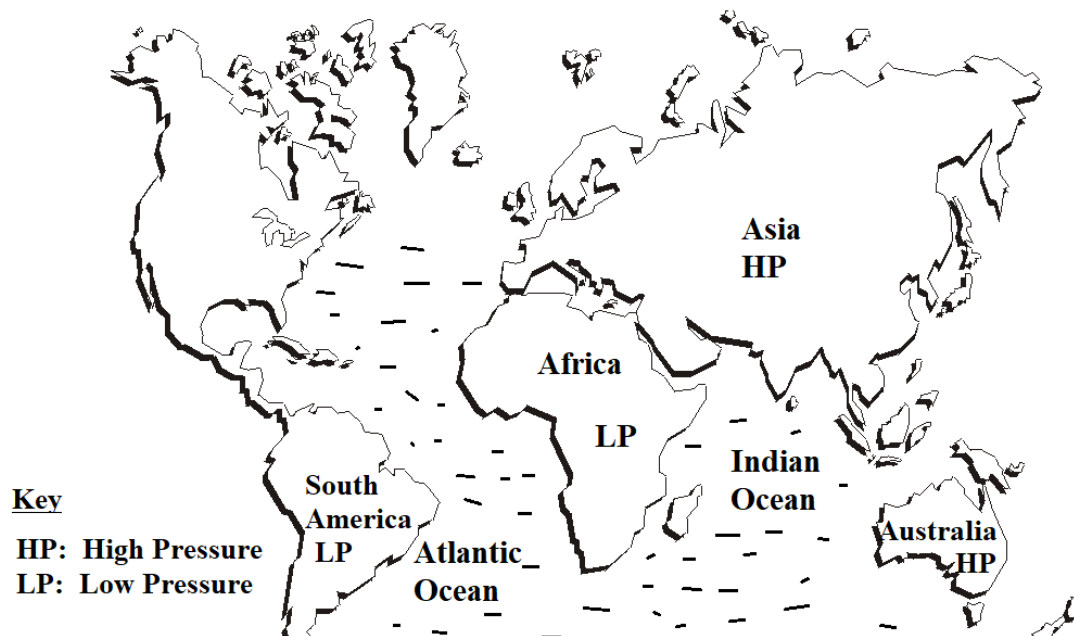 Asia
HP
Africa
LP
Indian
Ocean
South
America
LP
Australia
HP
Atlantic
Ocean
Key
HP: High Pressure
LP: Low Pressure